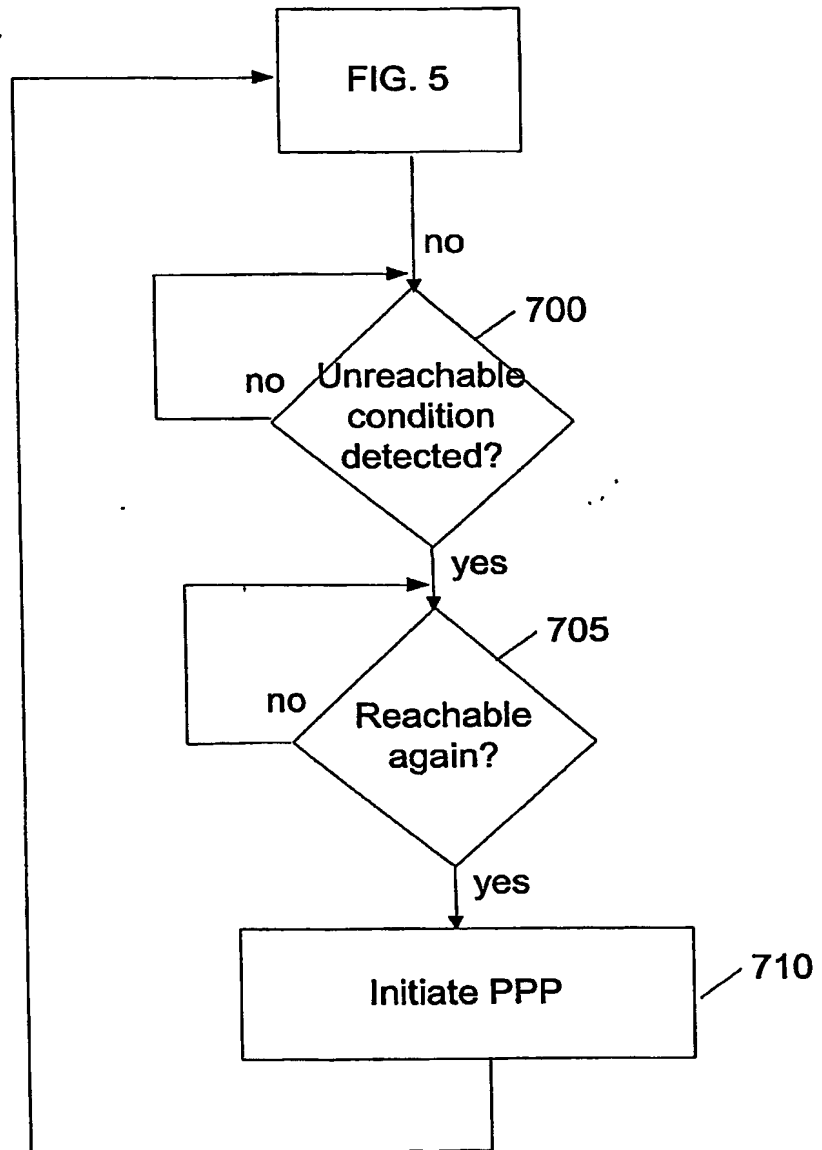 FIG. 5
no
700
no
Unreachable
condition
detected?
yes
705
no
Reachable
again?
yes
Initiate PPP
710